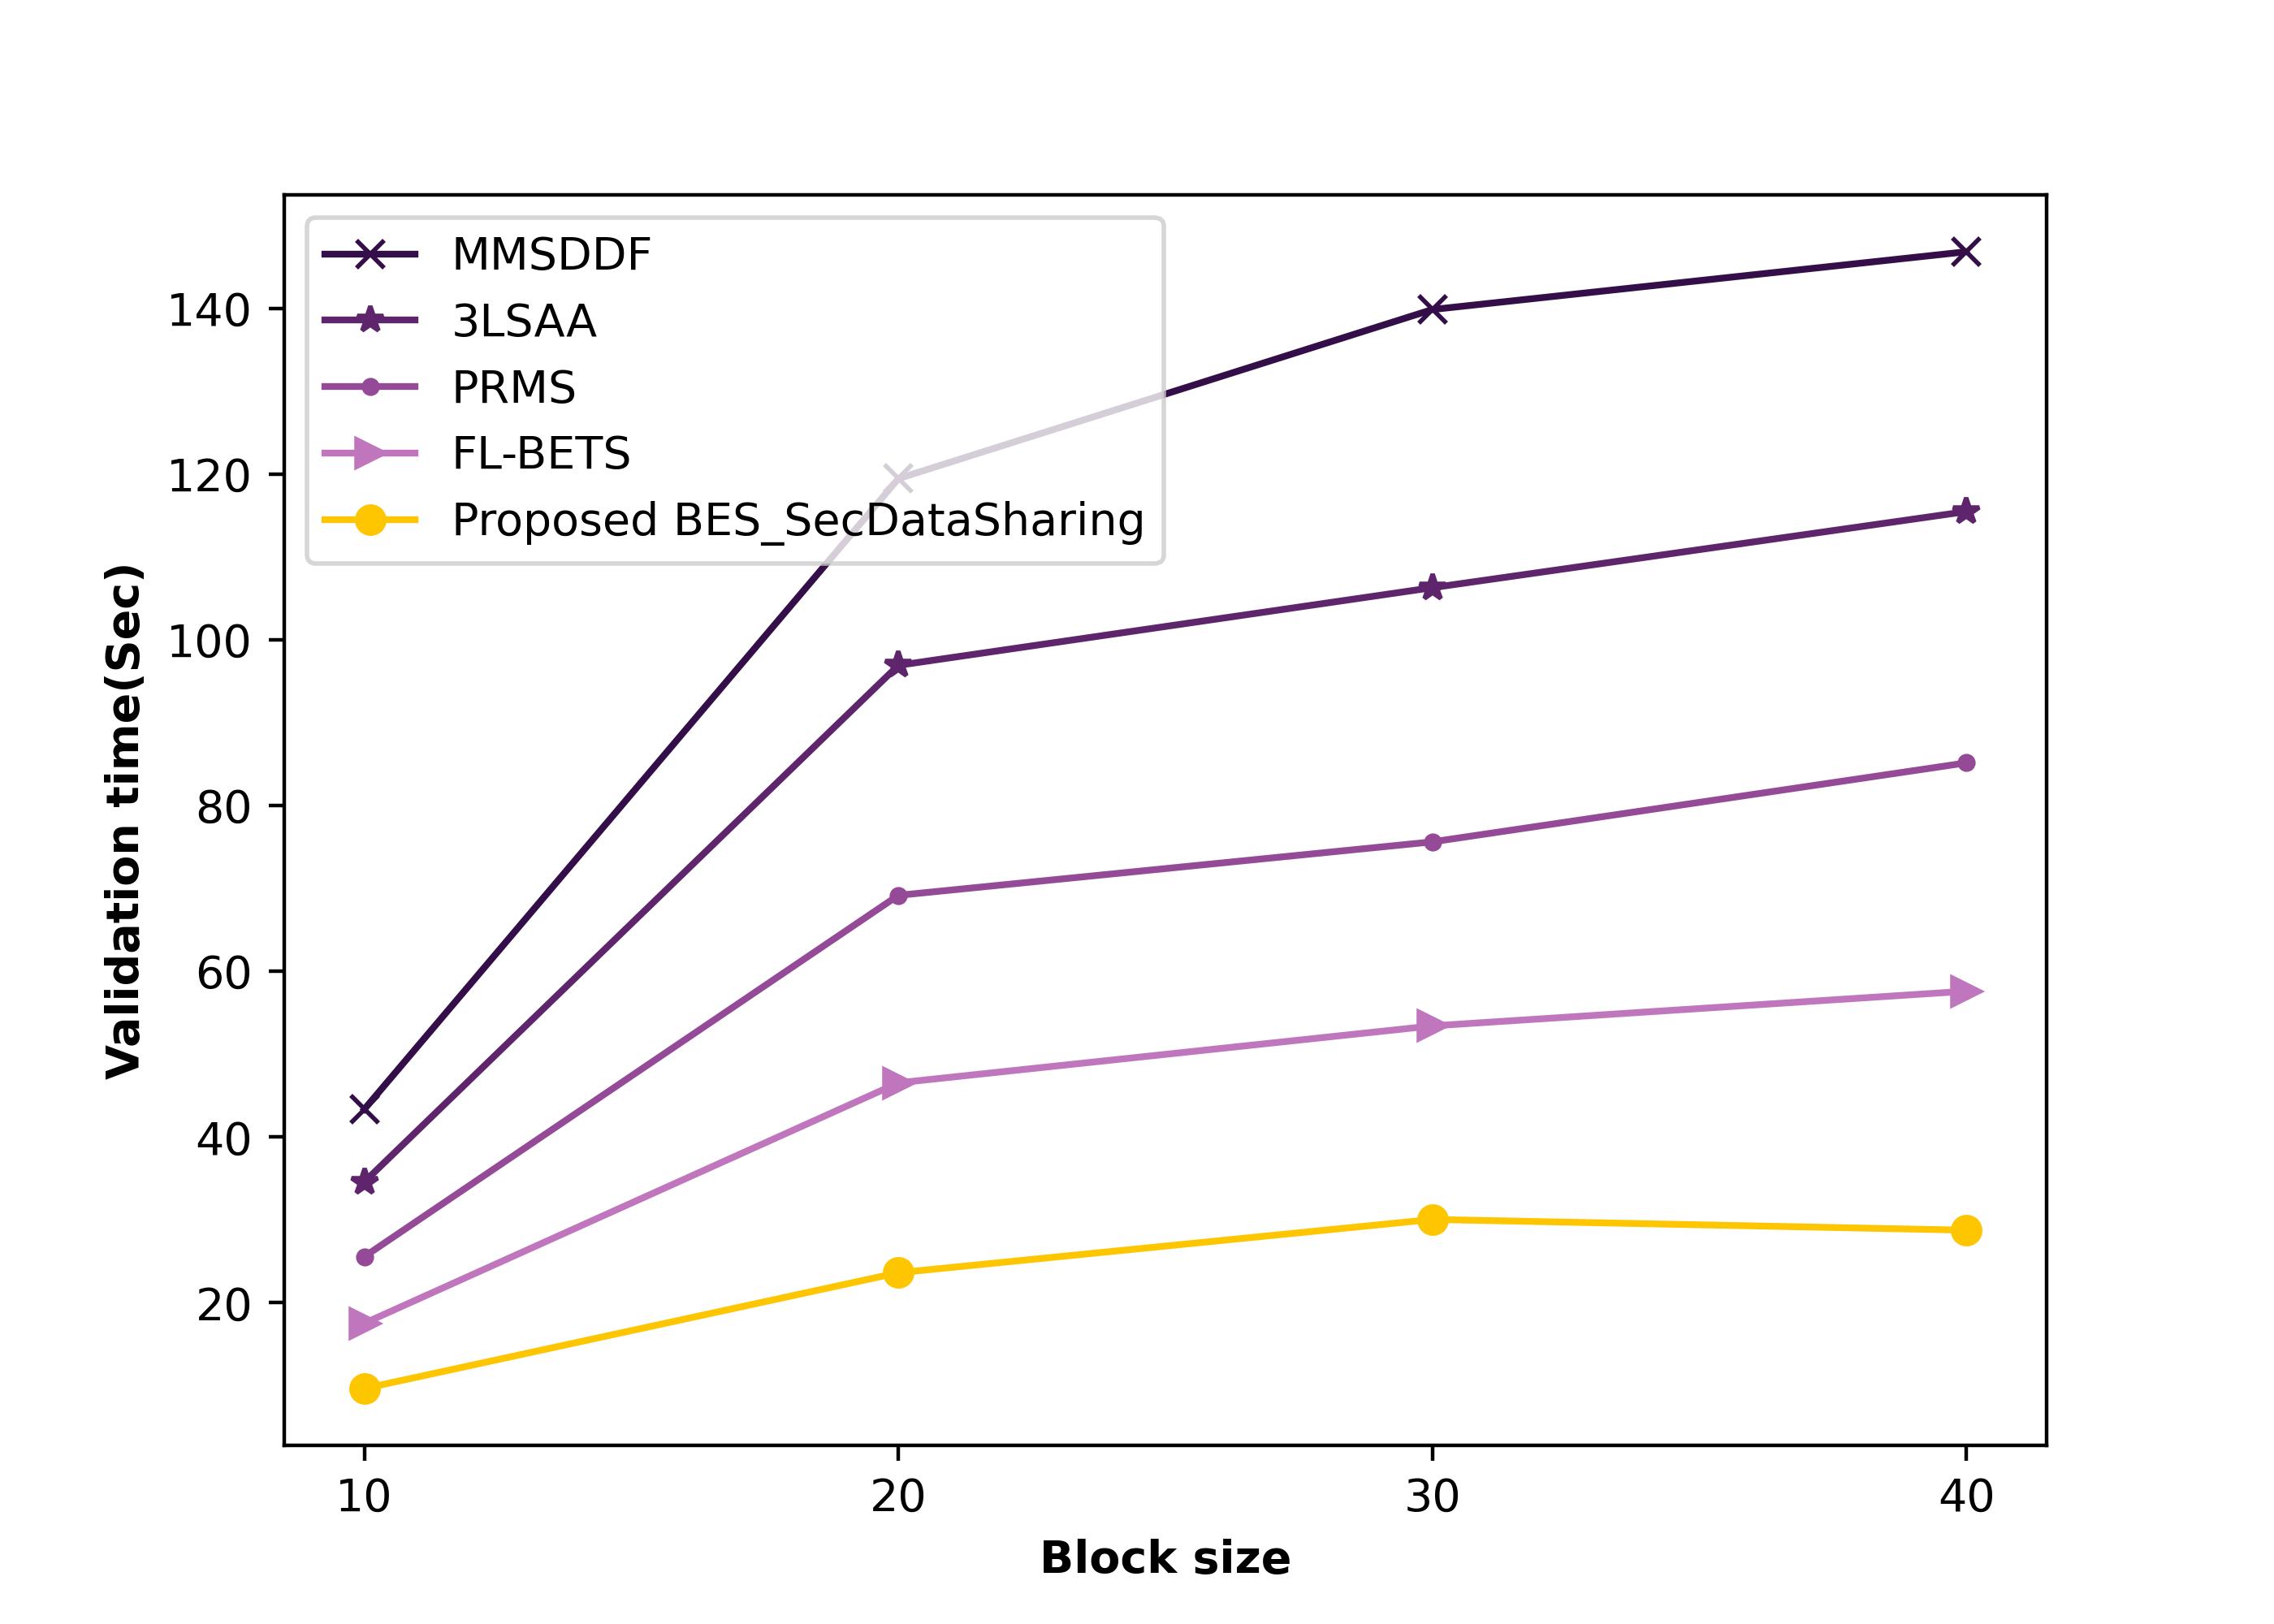 MMSDDF
3LSAA
PRMS
FL-BETS
Proposed BES_SecDataSharing
140
120
100
80
60
40
20
Validation time(Sec)
10 20 30 40
Block size